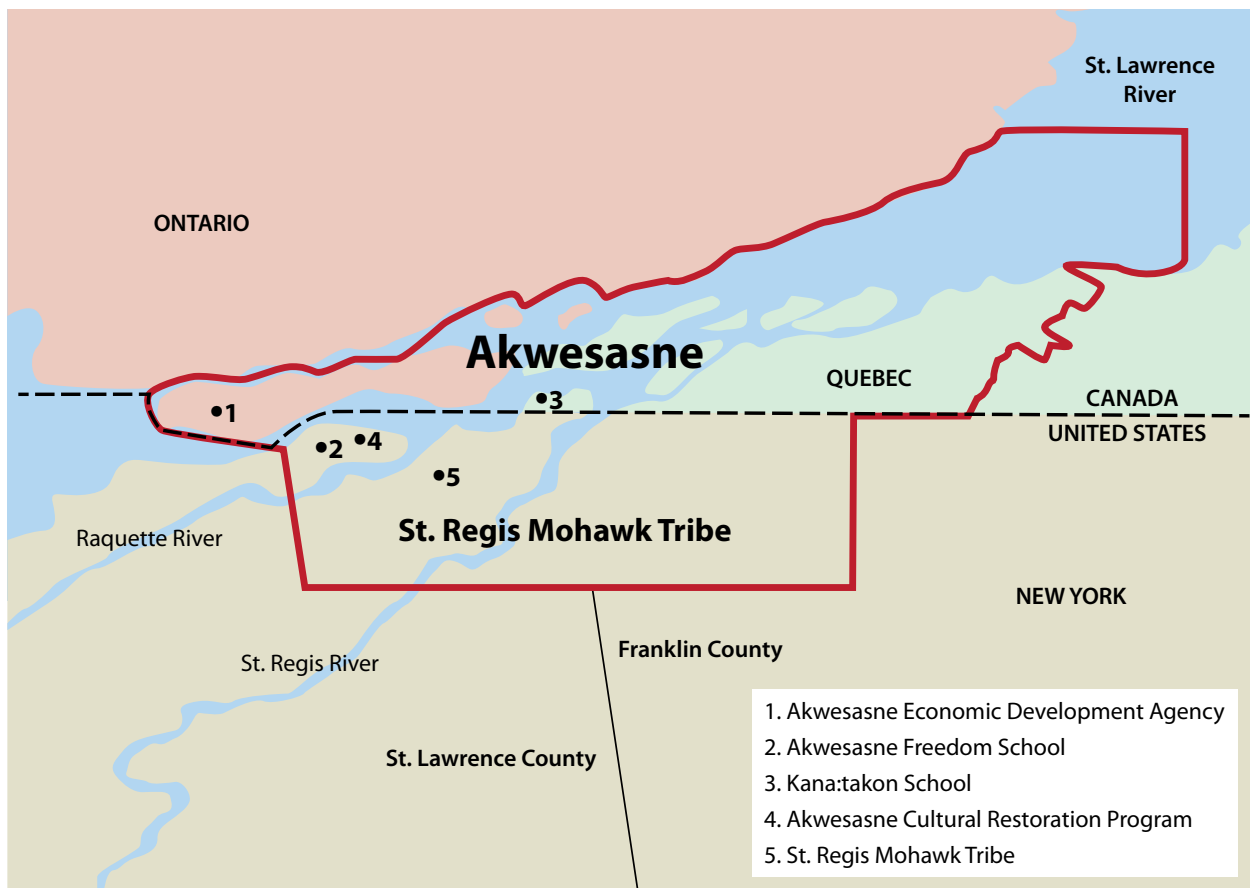 St. Lawrence
River
ONTARIO
Akwesasne
QUEBEC
CANADA
UNITED STATES
1
2
3
4
5
St. Regis Mohawk Tribe
Raquette River
NEW YORK
St. Regis River
Franklin County
St. Lawrence County
1. Akwesasne Economic Development Agency
2. Akwesasne Freedom School
3. Kana:takon School
4. Akwesasne Cultural Restoration Program
5. St. Regis Mohawk Tribe